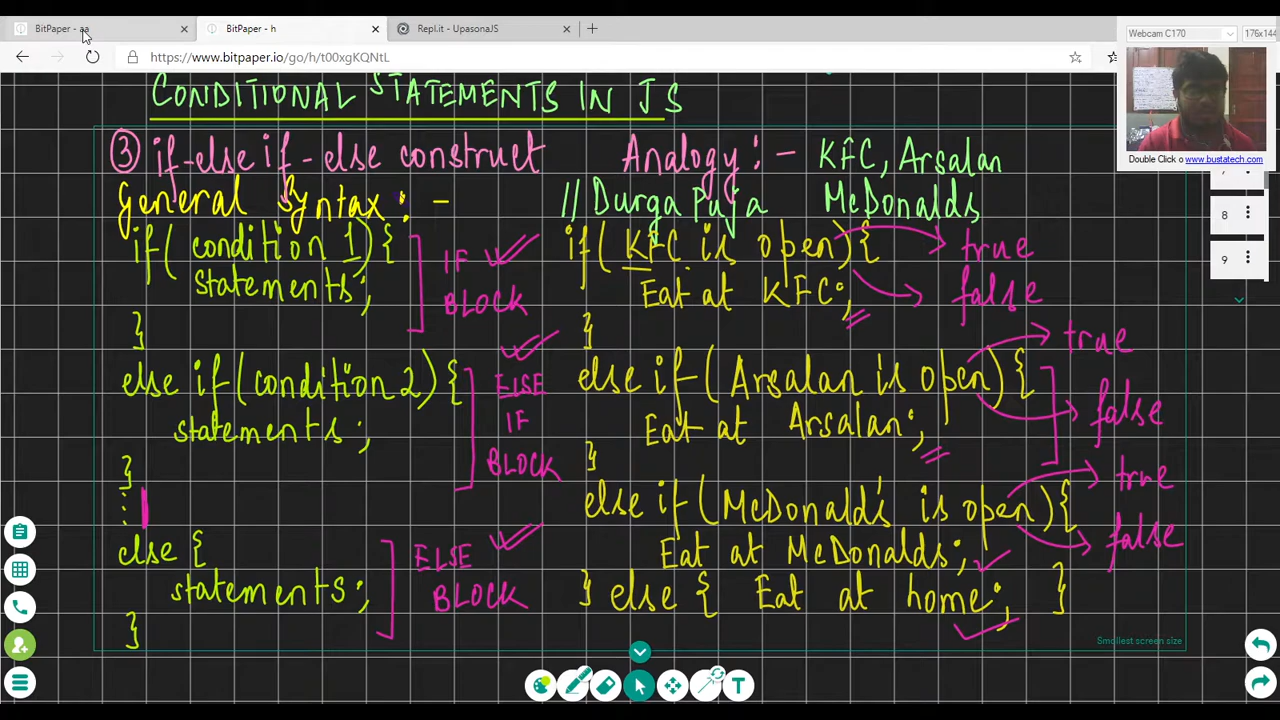 BitPaper - aa
BitPaper - h
Repl.it - UpasonaJS
https://www.bitpaper.io/go/h/t00xgKQNtL
Webcam C170
176x144
Double Click o www.bustatech.com
8
9
CONDITIONAL STATEMENTS IN JS
③ if-else if-else construct
General Syntax : -
if( condition 1){
statements;
}
IF
BLOCK
else if(condition 2){
statements;
}
ELSE
IF
BLOCK
:
else {
statements;
}
ELSE
BLOCK
Analogy : - KFC, Arsalan
// Durga Puja McDonalds
if( KFC is open){
Eat at KFC;
}
true
false
else if( Arsalan is open){
Eat at Arsalan;
}
true
false
else if(McDonald's is open){
Eat at McDonalds;
} else { Eat at home; }
true
false
Smallest screen size
T